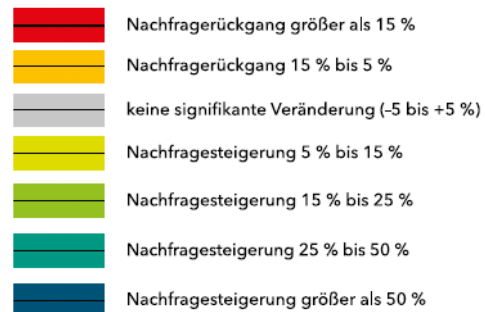 Nachfragerückgang größer als 15 %
Nachfragerückgang 15 % bis 5 %
keine signifikante Veränderung (–5 bis +5 %)
Nachfragesteigerung 5 % bis 15 %
Nachfragesteigerung 15 % bis 25 %
Nachfragesteigerung 25 % bis 50 %
Nachfragesteigerung größer als 50 %